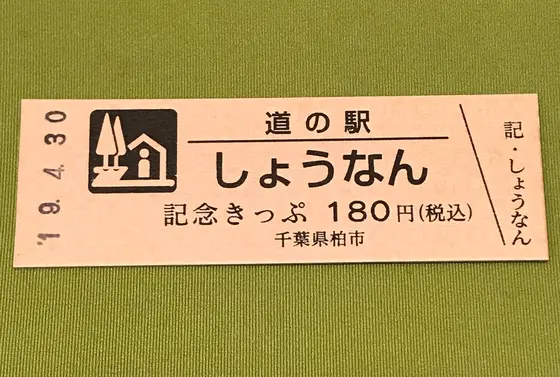 '19.4.30
道の駅
しょうなん
記念きっぷ 180円(税込)
千葉県柏市
記・しょうなん